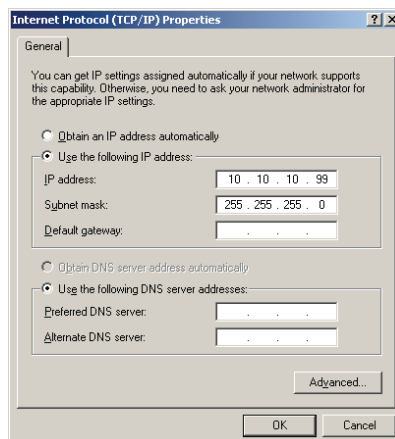 Internet Protocol (TCP/IP) Properties
General
You can get IP settings assigned automatically if your network supports
this capability. Otherwise, you need to ask your network administrator for
the appropriate IP settings.
Obtain an IP address automatically
Use the following IP address:
IP address: 10 . 10 . 10 . 99
Subnet mask: 255 . 255 . 255 . 0
Default gateway: . . .
Obtain DNS server address automatically
Use the following DNS server addresses:
Preferred DNS server: . . .
Alternate DNS server: . . .
Advanced...
OK Cancel